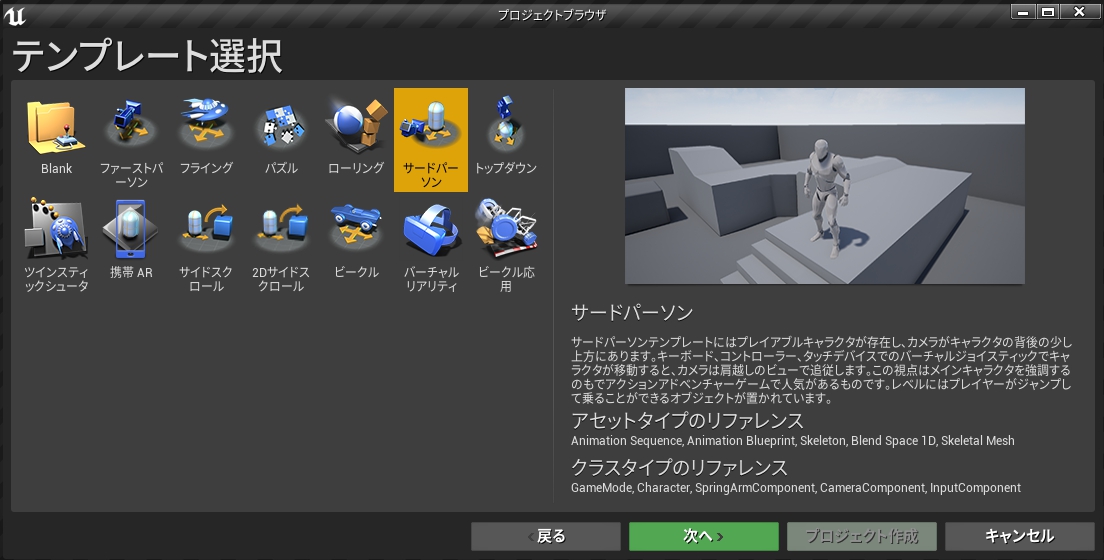 プロジェクトブラウザ
テンプレート選択
Blank
ファーストパ
ーソン
フライング
パズル
ローリング
サードパー
ソン
トップダウン
ツインスティ
ックシュータ
携帯 AR
サイドスク
ロール
2Dサイドス
クロール
ビークル
バーチャル
リアリティ
ビークル応
用
サードパーソン
サードパーソンテンプレートにはプレイアブルキャラクタが存在し、カメラがキャラクタの背後の少し
上方にあります。キーボード、コントローラー、タッチデバイスでのバーチャルジョイスティックでキャ
ラクタが移動すると、カメラは肩越しのビューで追従します。この視点はメインキャラクタを強調する
のもでアクションアドベンチャーゲームで人気があるものです。レベルにはプレイヤーがジャンプし
て乗ることができるオブジェクトが置かれています。
アセットタイプのリファレンス
Animation Sequence, Animation Blueprint, Skeleton, Blend Space 1D, Skeletal Mesh
クラスタイプのリファレンス
GameMode, Character, SpringArmComponent, CameraComponent, InputComponent
戻る
次へ
プロジェクト作成
キャンセル